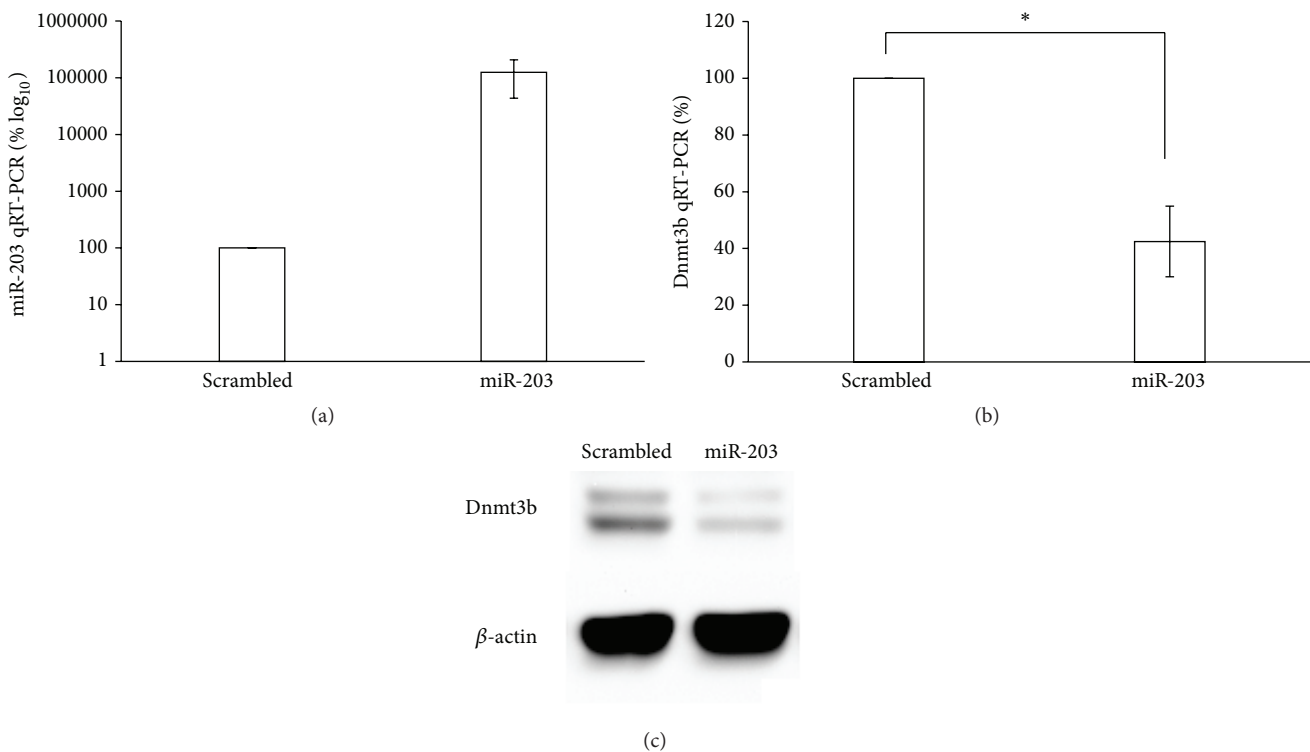 miR-203 qRT-PCR (% log10)
1000000
100000
10000
1000
100
10
1
Scrambled
miR-203
(a)
Dnmt3b qRT-PCR (%)
120
100
80
60
40
20
0
*
Scrambled
miR-203
(b)
Scrambled miR-203
Dnmt3b
β-actin
(c)